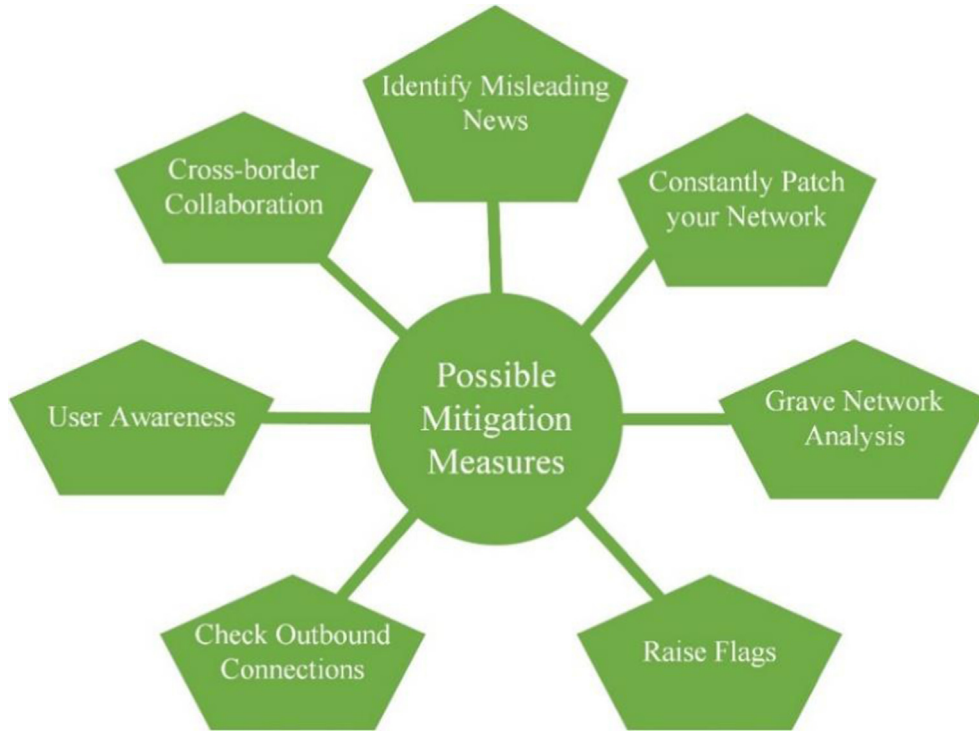 Identify Misleading
News
Cross-border
Collaboration
Constantly Patch
your Network
Possible
Mitigation
Measures
User Awareness
Grave Network
Analysis
Check Outbound
Connections
Raise Flags